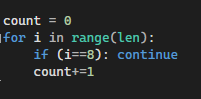 count = 0
for i in range(len):
    if (i==8): continue
    count+=1